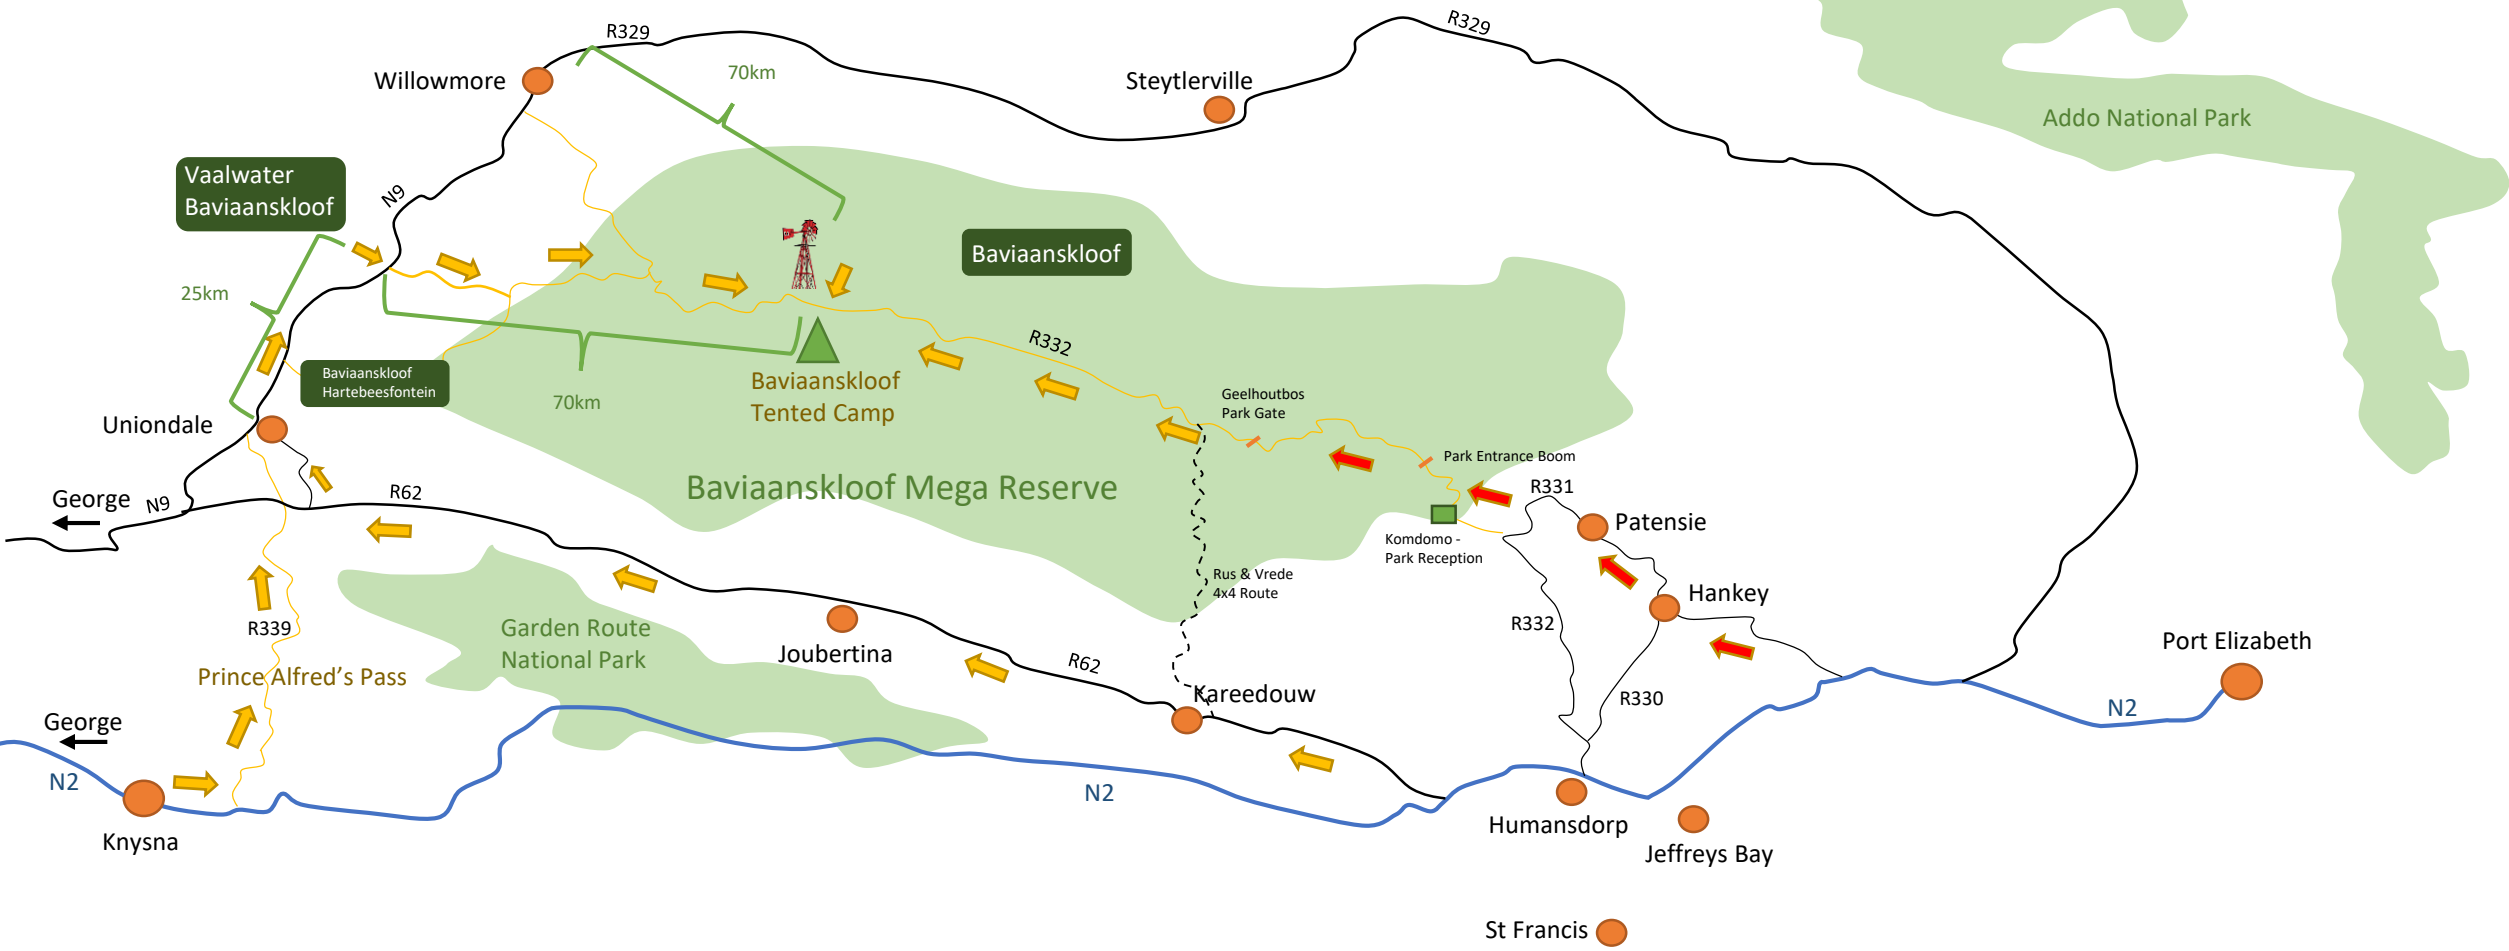 R329
R329
Willowmore
70km
Steytlerville
Addo National Park
Vaalwater
Baviaanskloof
N9
Baviaanskloof
25km
R332
Baviaanskloof
Hartebeesfontein
70km
Baviaanskloof
Tented Camp
Geelhoutbos
Park Gate
Uniondale
Park Entrance Boom
Baviaanskloof Mega Reserve
George
N9
R62
R331
Patensie
Komdomo -
Park Reception
Rus & Vrede
4x4 Route
Hankey
R339
Garden Route
National Park
Joubertina
R332
Port Elizabeth
Prince Alfred's Pass
R62
Kareedouw
R330
N2
George
N2
N2
Knysna
Humansdorp
Jeffreys Bay
St Francis